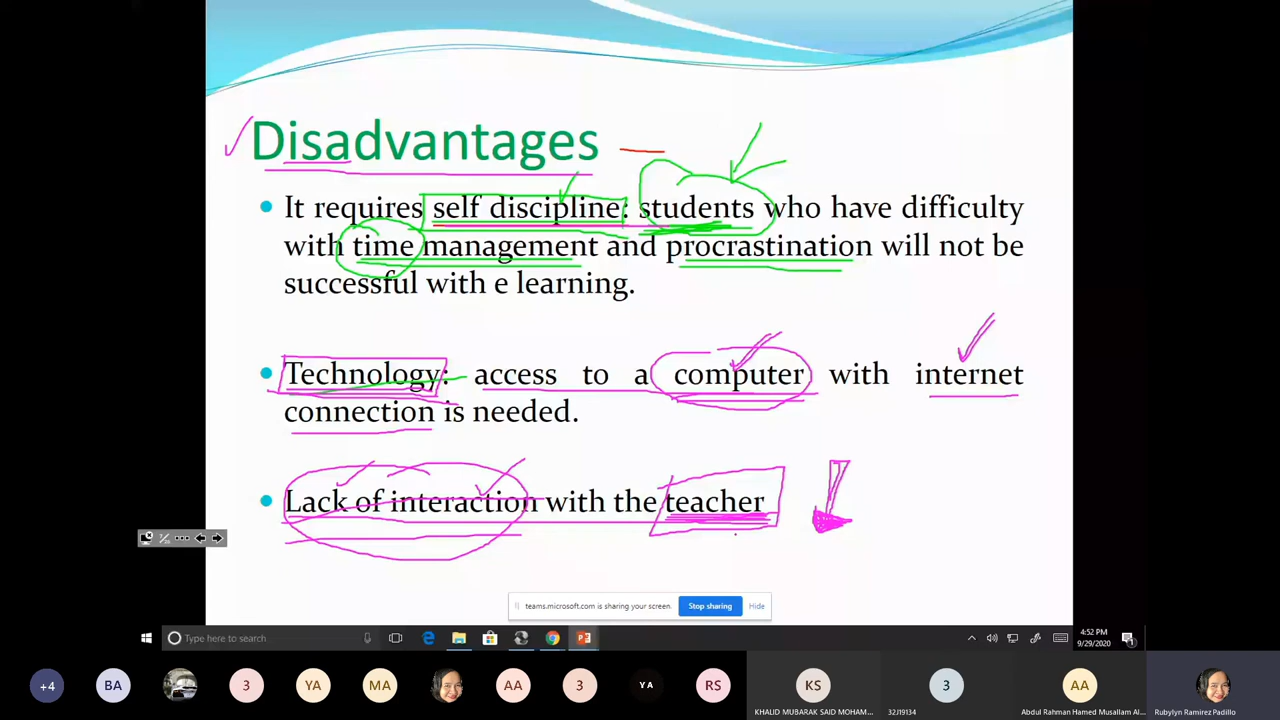 Disadvantages
It requires self discipline: students who have difficulty
with time management and procrastination will not be
successful with e learning.
Technology: access to a computer with internet
connection is needed.
Lack of interaction with the teacher
teams.microsoft.com is sharing your screen.
Stop sharing
Hide
Type here to search
4:52 PM
9/29/2020
+4
BA
3
YA
MA
AA
3
Y A
RS
KS
3
AA
KHALID MUBARAK SAID MOHAM...
32J19134
Abdul Rahman Hamed Musallam Al...
Rubylyn Ramirez Padillo